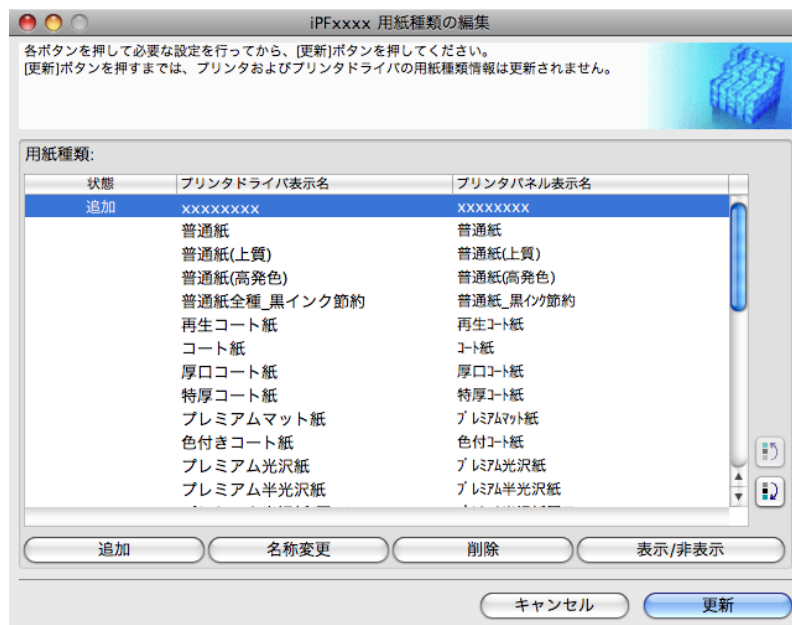 iPFxxxx 用紙種類の編集
各ボタンを押して必要な設定を行ってから、[更新]ボタンを押してください。
[更新]ボタンを押すまでは、プリンタおよびプリンタドライバの用紙種類情報は更新されません。
用紙種類:
状態 プリンタドライバ表示名 プリンタパネル表示名
追加 xxxxxxxx xxxxxxxx
普通紙 普通紙
普通紙(上質) 普通紙(上質)
普通紙(高発色) 普通紙(高発色)
普通紙全種_黒インク節約 普通紙_黒ｲﾝｸ節約
再生コート紙 再生ｺｰﾄ紙
コート紙 ｺｰﾄ紙
厚口コート紙 厚口ｺｰﾄ紙
特厚コート紙 特厚ｺｰﾄ紙
プレミアムマット紙 ﾌﾟﾚﾐｱﾑﾏｯﾄ紙
色付きコート紙 色付ｺｰﾄ紙
プレミアム光沢紙 ﾌﾟﾚﾐｱﾑ光沢紙
プレミアム半光沢紙 ﾌﾟﾚﾐｱﾑ半光沢紙
追加 名称変更 削除 表示/非表示
キャンセル 更新